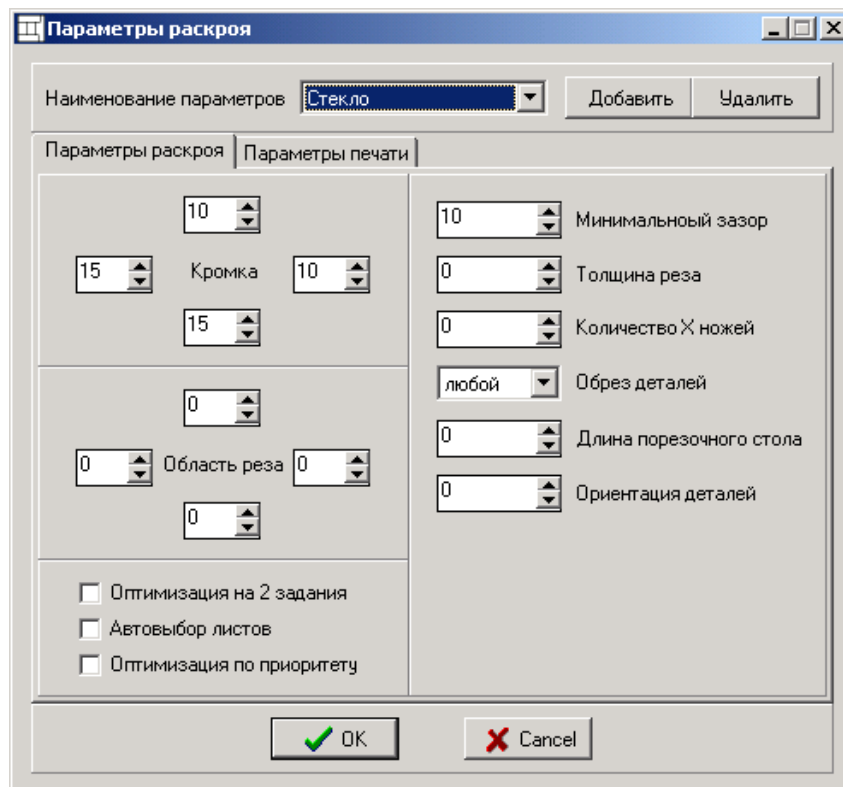 Параметры раскроя
Наименование параметров Стекло Добавить Удалить
Параметры раскроя Параметры печати
10
15 Кромка 10
15
0
0 Область реза 0
0
Оптимизация на 2 задания
Автовыбор листов
Оптимизация по приоритету
10 Минимальноый зазор
0 Толщина реза
0 Количество X ножей
любой Обрез деталей
0 Длина порезочного стола
0 Ориентация деталей
OK Cancel